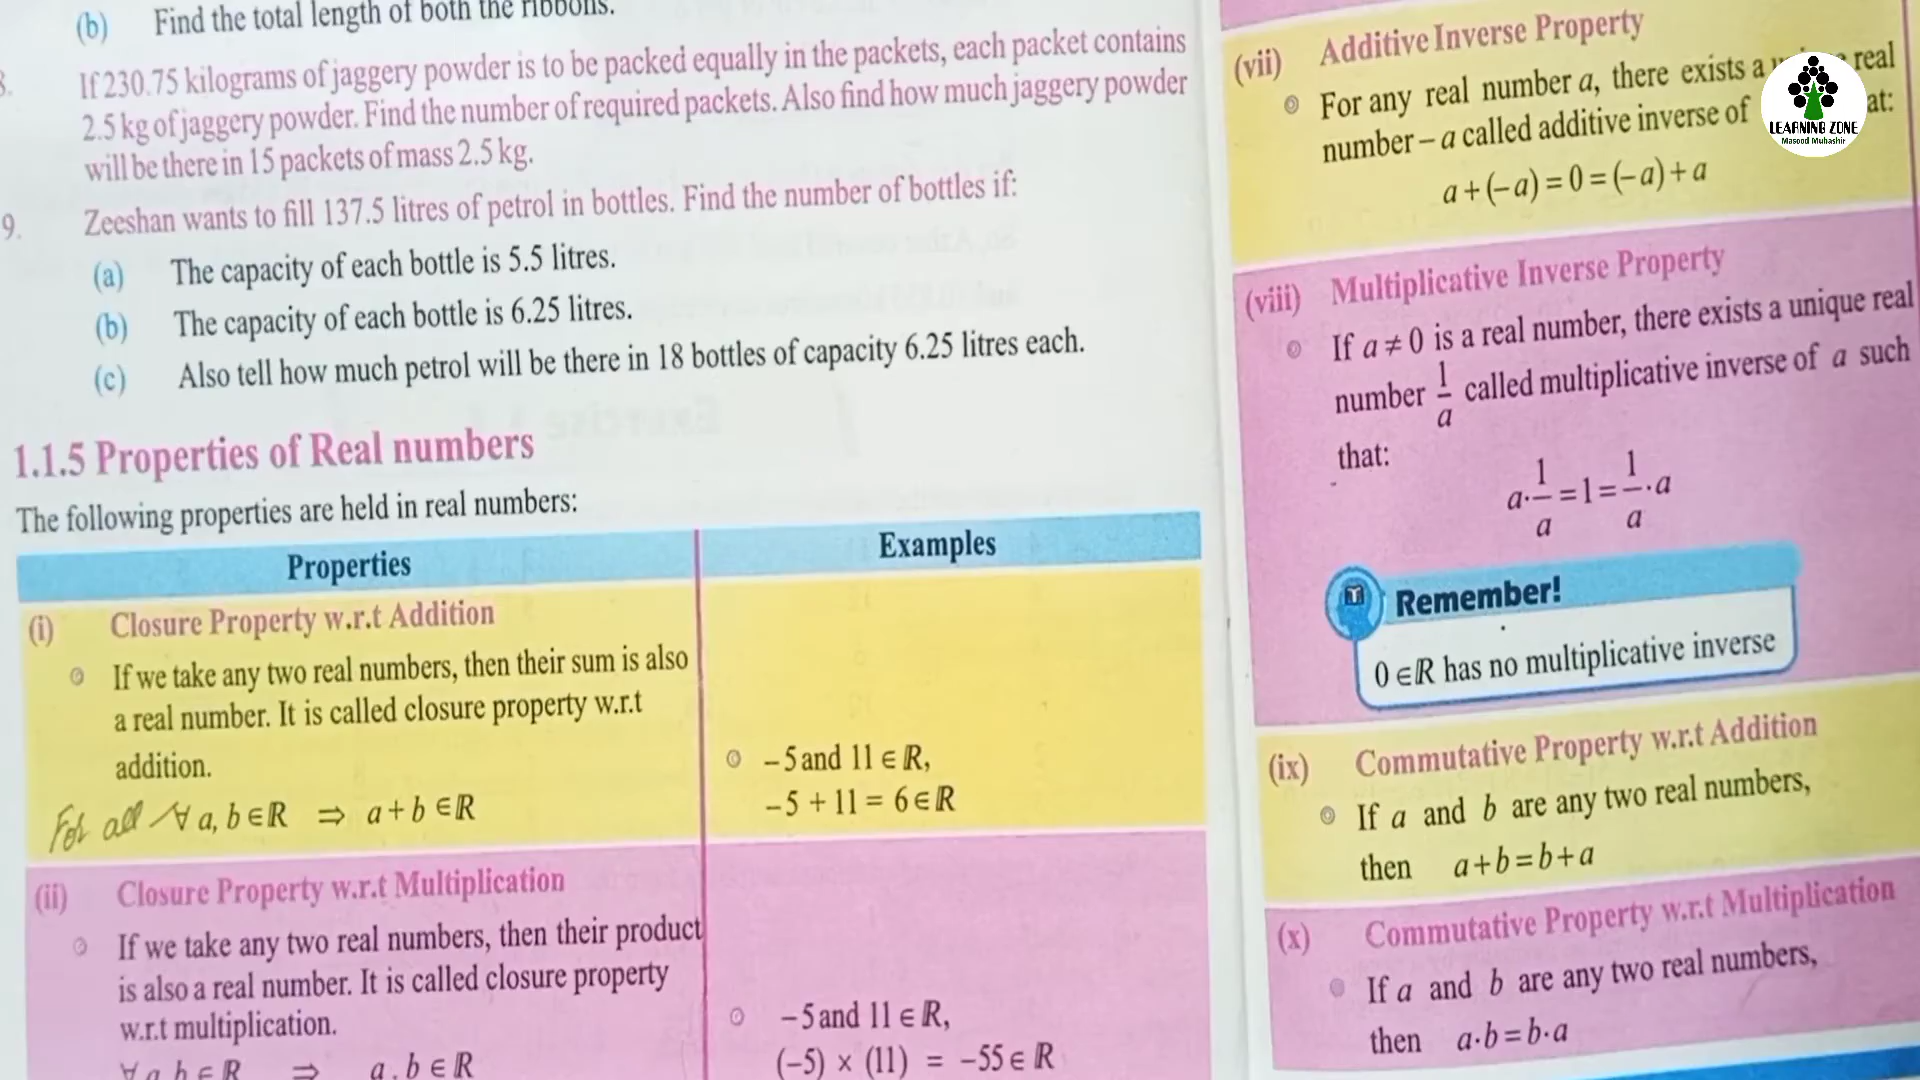 (b) Find the total length of both the ribbons.
8. If 230.75 kilograms of jaggery powder is to be packed equally in the packets, each packet contains
2.5 kg of jaggery powder. Find the number of required packets. Also find how much jaggery powder
will be there in 15 packets of mass 2.5 kg.
9. Zeeshan wants to fill 137.5 litres of petrol in bottles. Find the number of bottles if:
(a) The capacity of each bottle is 5.5 litres.
(b) The capacity of each bottle is 6.25 litres.
(c) Also tell how much petrol will be there in 18 bottles of capacity 6.25 litres each.
1.1.5 Properties of Real numbers
The following properties are held in real numbers:
Properties
Examples
(i) Closure Property w.r.t Addition
If we take any two real numbers, then their sum is also
a real number. It is called closure property w.r.t
addition.
For all ∀ a, b ∈ ℝ ⇒ a + b ∈ ℝ
– 5 and 11 ∈ ℝ,
– 5 + 11 = 6 ∈ ℝ
(ii) Closure Property w.r.t Multiplication
If we take any two real numbers, then their product
is also a real number. It is called closure property
w.r.t multiplication.
∀ a, b ∈ ℝ ⇒ a . b ∈ ℝ
– 5 and 11 ∈ ℝ,
(–5) × (11) = –55 ∈ ℝ
(vii) Additive Inverse Property
For any real number a, there exists a real
number – a called additive inverse of at:
a + (– a) = 0 = (– a) + a
(viii) Multiplicative Inverse Property
If a ≠ 0 is a real number, there exists a unique real
number 1/a called multiplicative inverse of a such
that:
a · 1/a = 1 = 1/a · a
Remember!
0 ∈ ℝ has no multiplicative inverse
(ix) Commutative Property w.r.t Addition
If a and b are any two real numbers,
then a + b = b + a
(x) Commutative Property w.r.t Multiplication
If a and b are any two real numbers,
then a · b = b · a
LEARNING ZONE
Masood Mubashir